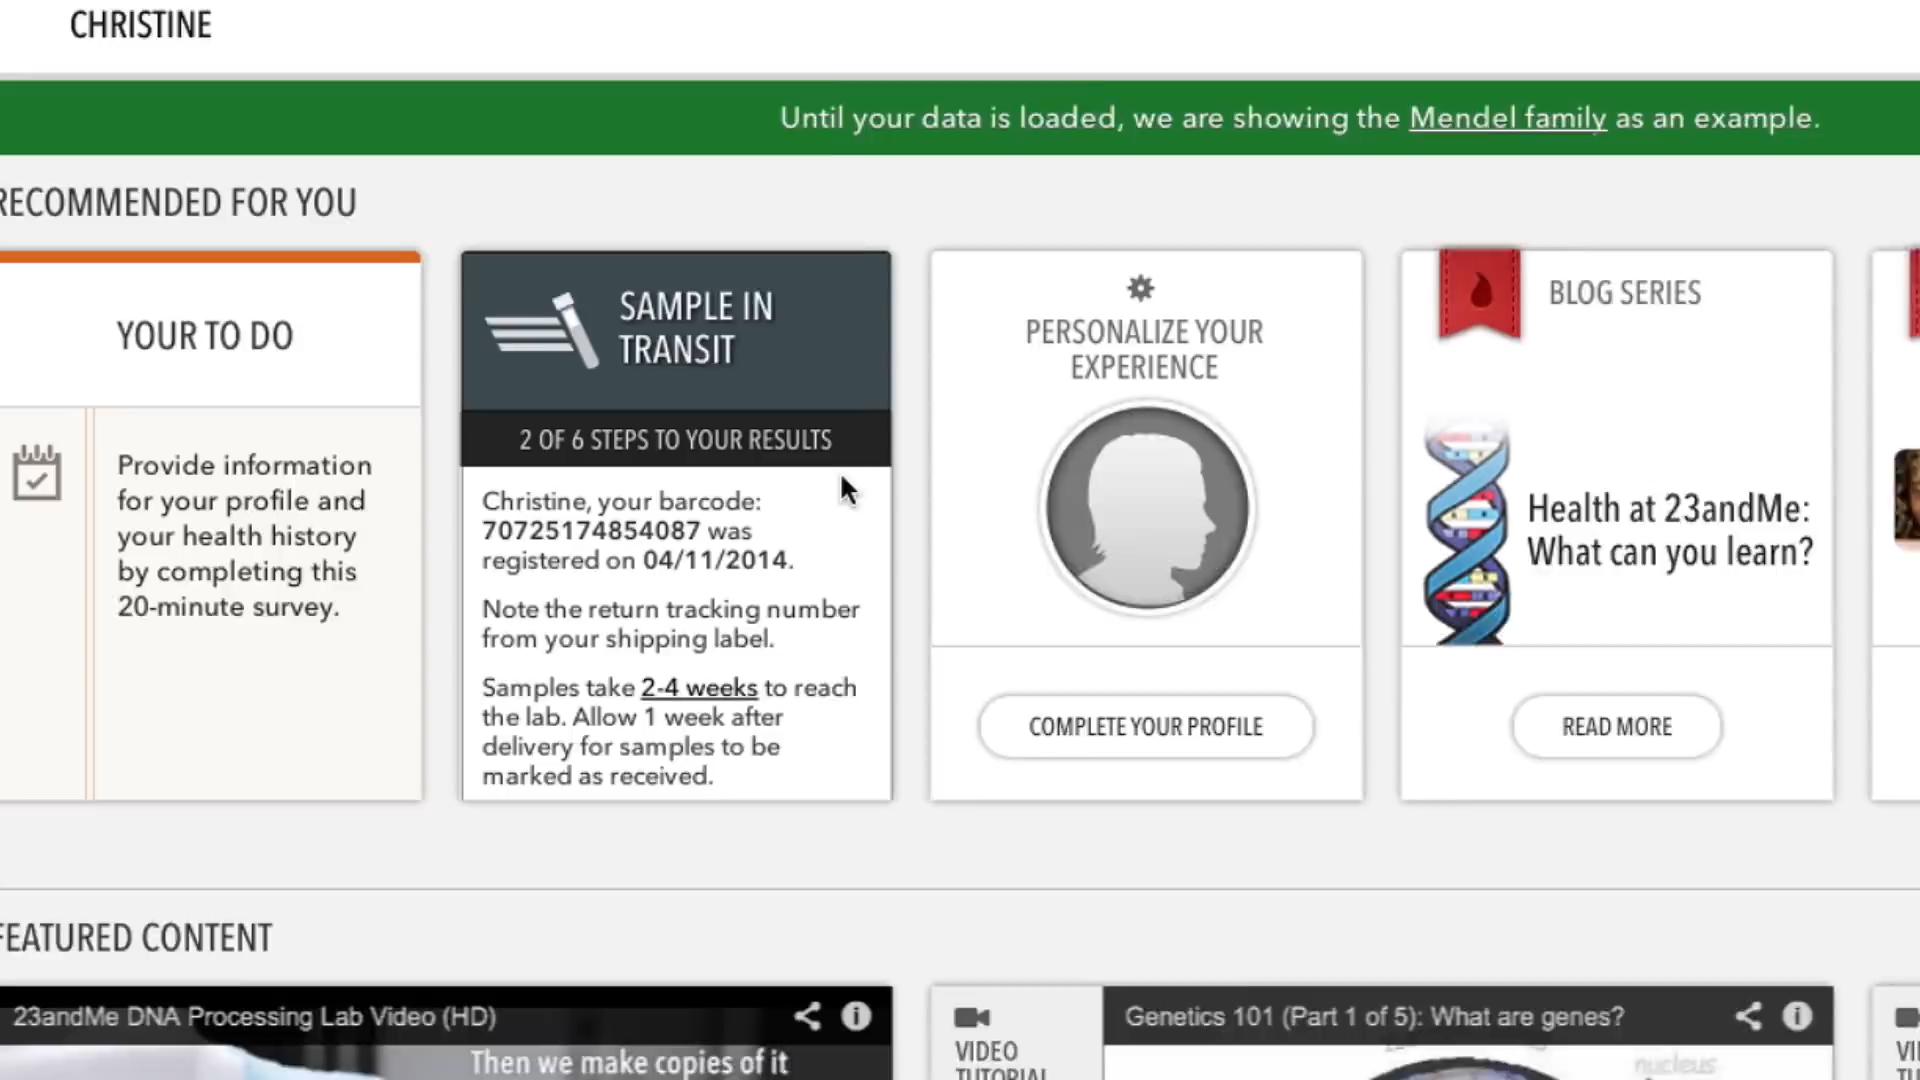 CHRISTINE
Until your data is loaded, we are showing the Mendel family as an example.
RECOMMENDED FOR YOU
YOUR TO DO
Provide information
for your profile and
your health history
by completing this
20-minute survey.
SAMPLE IN
TRANSIT
2 OF 6 STEPS TO YOUR RESULTS
Christine, your barcode:
70725174854087 was
registered on 04/11/2014.
Note the return tracking number
from your shipping label.
Samples take 2-4 weeks to reach
the lab. Allow 1 week after
delivery for samples to be
marked as received.
PERSONALIZE YOUR
EXPERIENCE
COMPLETE YOUR PROFILE
BLOG SERIES
Health at 23andMe:
What can you learn?
READ MORE
FEATURED CONTENT
23andMe DNA Processing Lab Video (HD)
Then we make copies of it
VIDEO
TUTORIAL
Genetics 101 (Part 1 of 5): What are genes?
nucleus